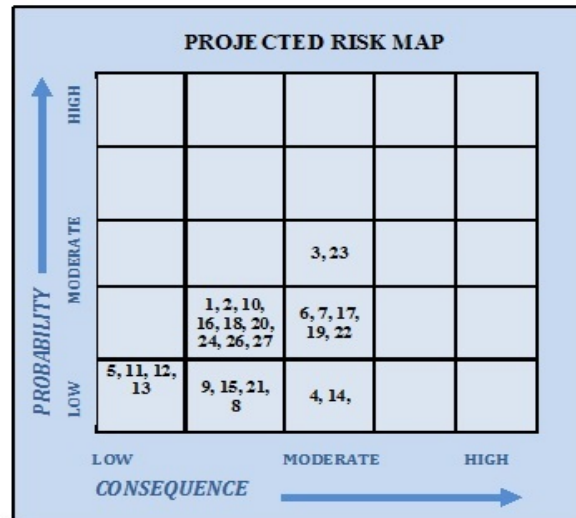 PROJECTED RISK MAP
HIGH
MODERATE
LOW
PROBABILITY
3, 23
1, 2, 10,
16, 18, 20,
24, 26, 27
6, 7, 17,
19, 22
5, 11, 12,
13
9, 15, 21,
8
4, 14,
LOW
MODERATE
HIGH
CONSEQUENCE